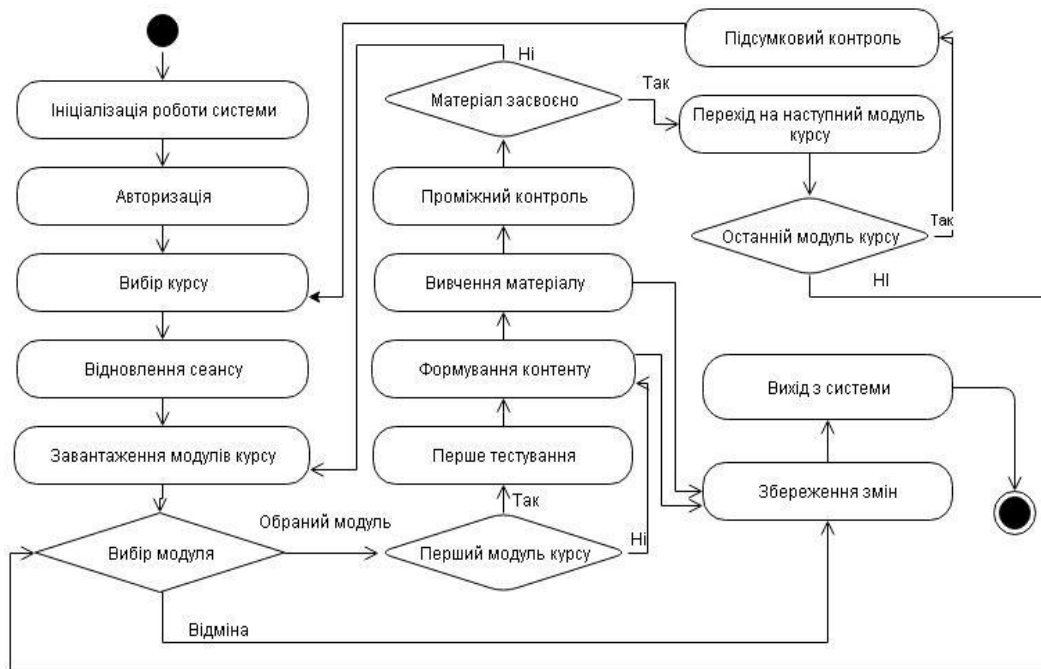 Ініціалізація роботи системи
Авторизація
Вибір курсу
Відновлення сеансу
Завантаження модулів курсу
Вибір модуля
Обраний модуль
Відміна
Ні
Матеріал засвоєно
Так
Проміжний контроль
Вивчення матеріалу
Формування контенту
Перше тестування
Так
Перший модуль курсу
Ні
Підсумковий контроль
Перехід на наступний модуль
курсу
Так
Останній модуль курсу
НІ
Вихід з системи
Збереження змін